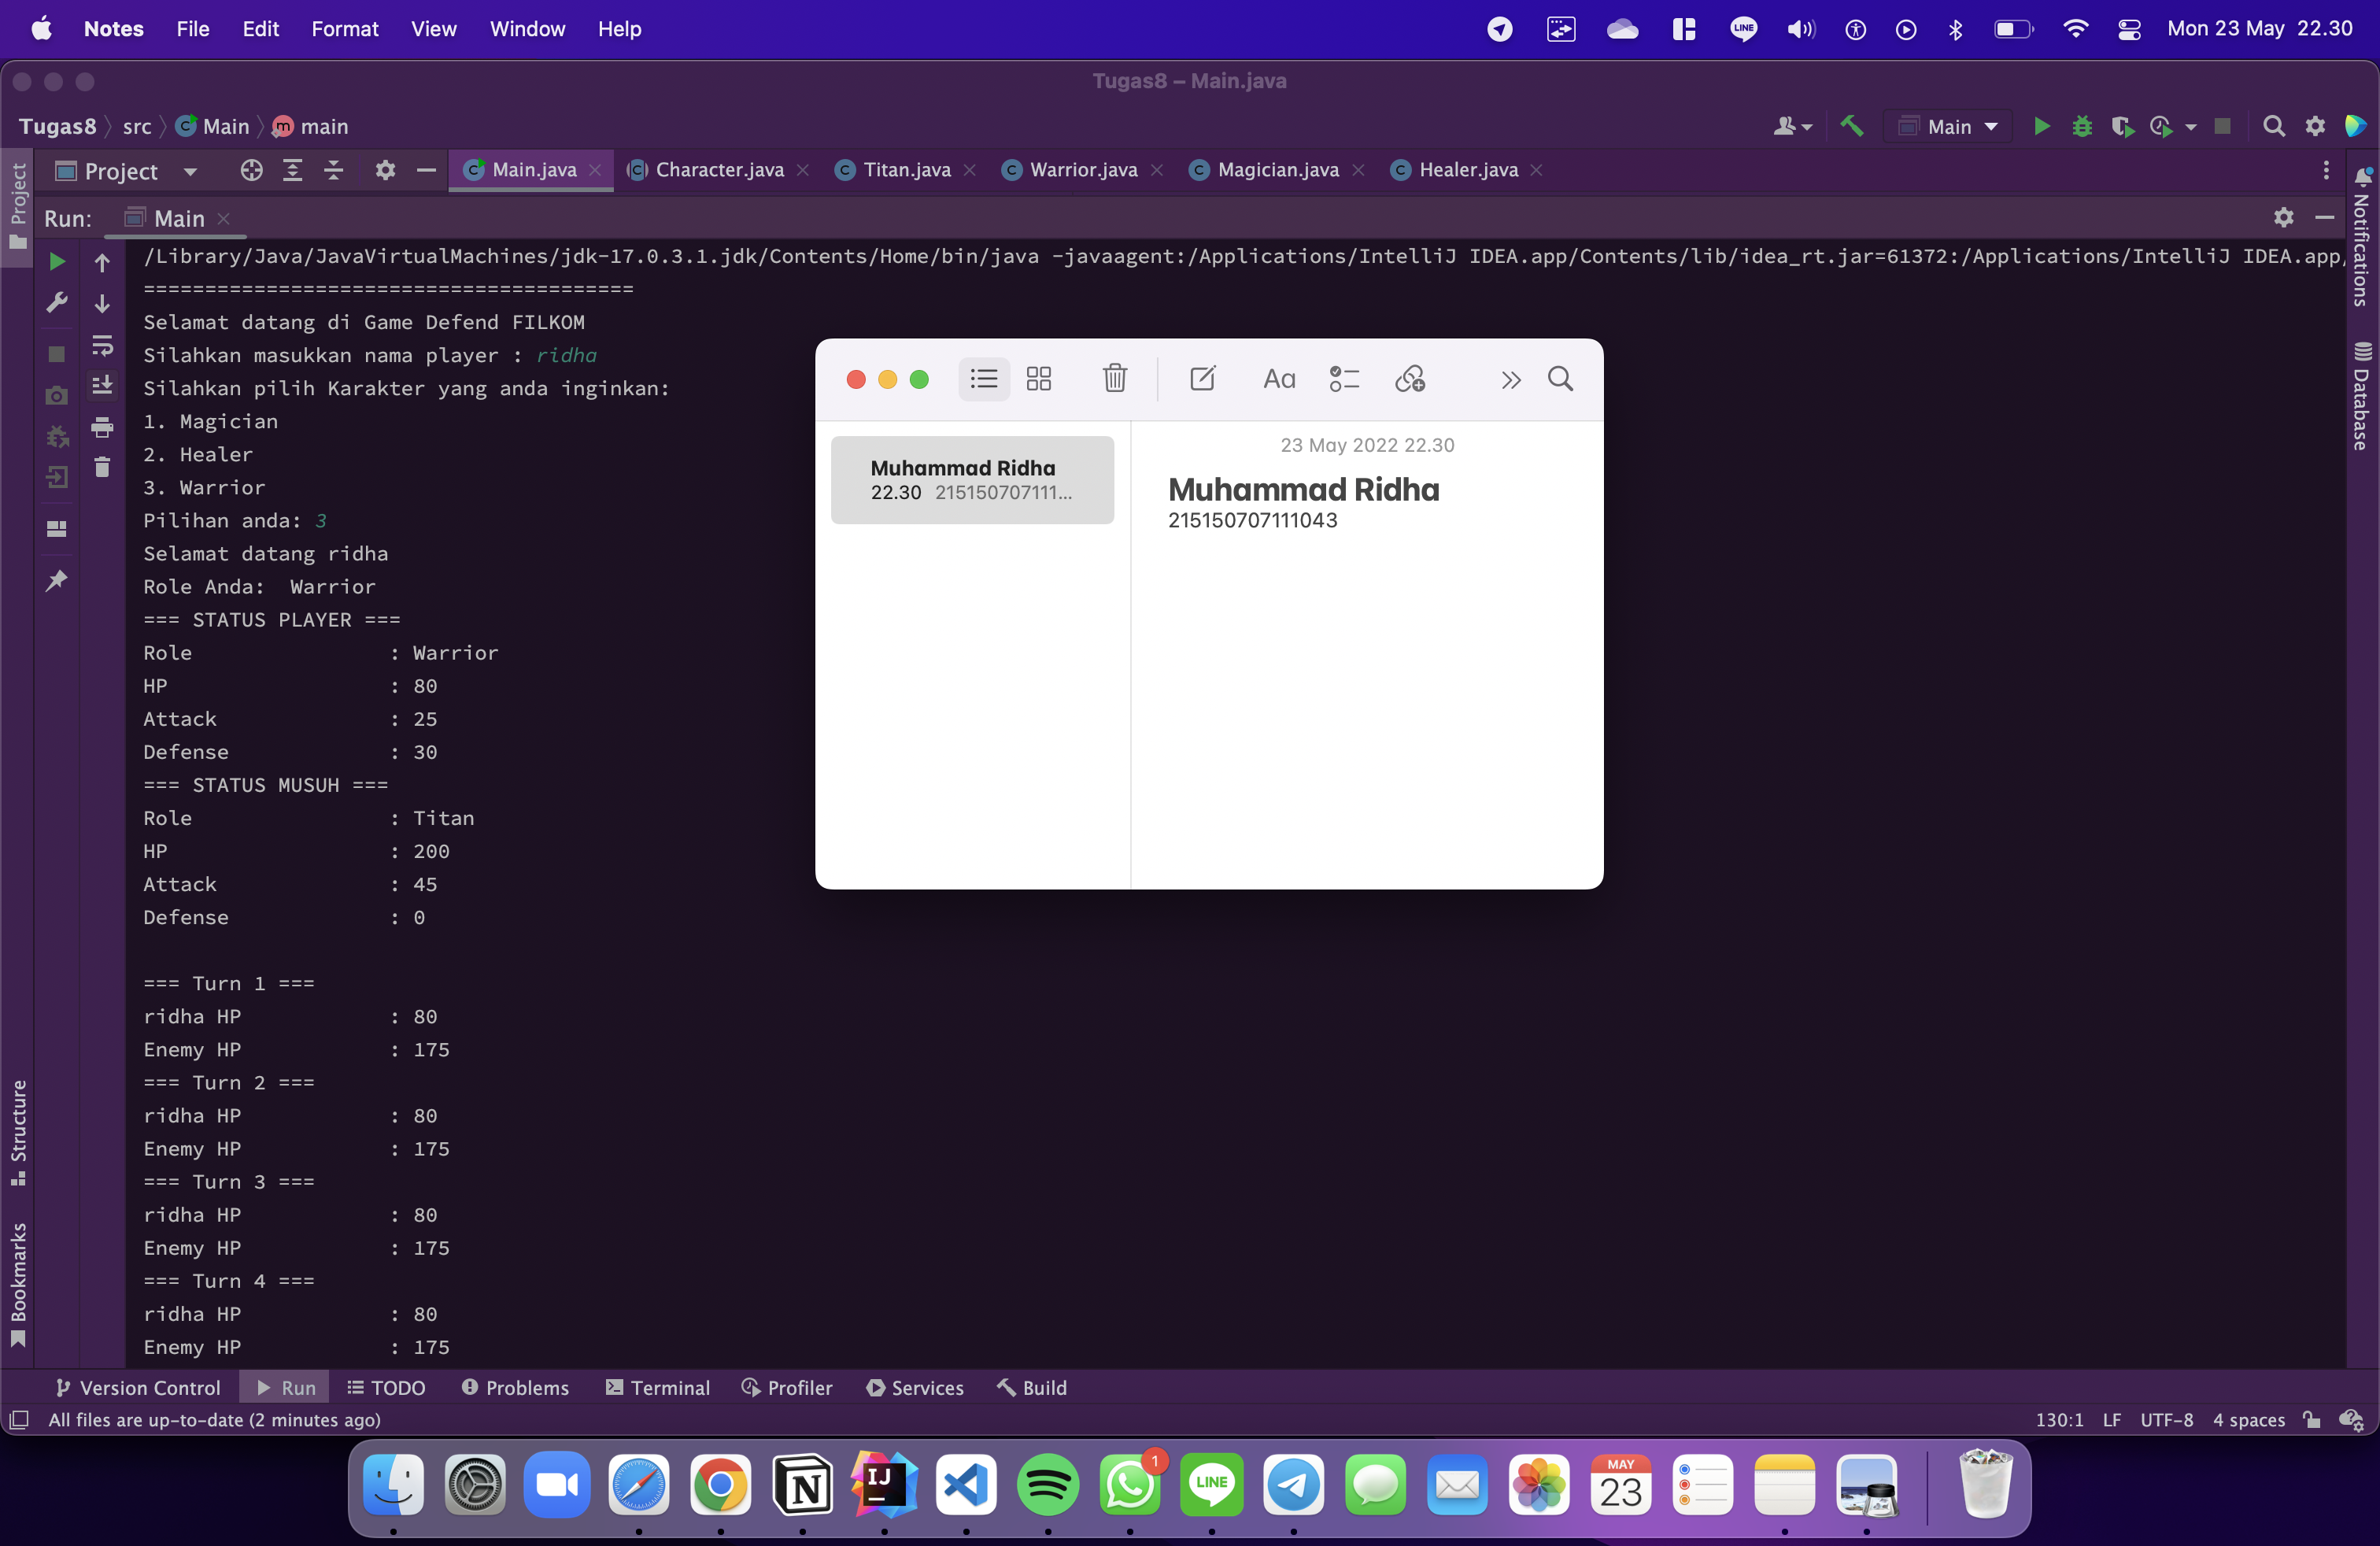 Notes File Edit Format View Window Help
LINE
Mon 23 May 22.30
Tugas8 – Main.java
Tugas8 src Main main
Main
Project
Main.java Character.java Titan.java Warrior.java Magician.java Healer.java
Run: Main
/Library/Java/JavaVirtualMachines/jdk-17.0.3.1.jdk/Contents/Home/bin/java -javaagent:/Applications/IntelliJ IDEA.app/Contents/lib/idea_rt.jar=61372:/Applications/IntelliJ IDEA.app/
========================================
Selamat datang di Game Defend FILKOM
Silahkan masukkan nama player : ridha
Silahkan pilih Karakter yang anda inginkan:
1. Magician
2. Healer
3. Warrior
Pilihan anda: 3
Selamat datang ridha
Role Anda:  Warrior
=== STATUS PLAYER ===
Role : Warrior
HP : 80
Attack : 25
Defense : 30
=== STATUS MUSUH ===
Role : Titan
HP : 200
Attack : 45
Defense : 0
=== Turn 1 ===
ridha HP : 80
Enemy HP : 175
=== Turn 2 ===
ridha HP : 80
Enemy HP : 175
=== Turn 3 ===
ridha HP : 80
Enemy HP : 175
=== Turn 4 ===
ridha HP : 80
Enemy HP : 175
Aa
Muhammad Ridha
22.30 215150707111...
23 May 2022 22.30
Muhammad Ridha
215150707111043
Project
Structure
Bookmarks
Notifications
Database
Version Control Run TODO Problems Terminal Profiler Services Build
All files are up-to-date (2 minutes ago)
130:1 LF UTF-8 4 spaces
N
IJ
1
LINE
MAY
23